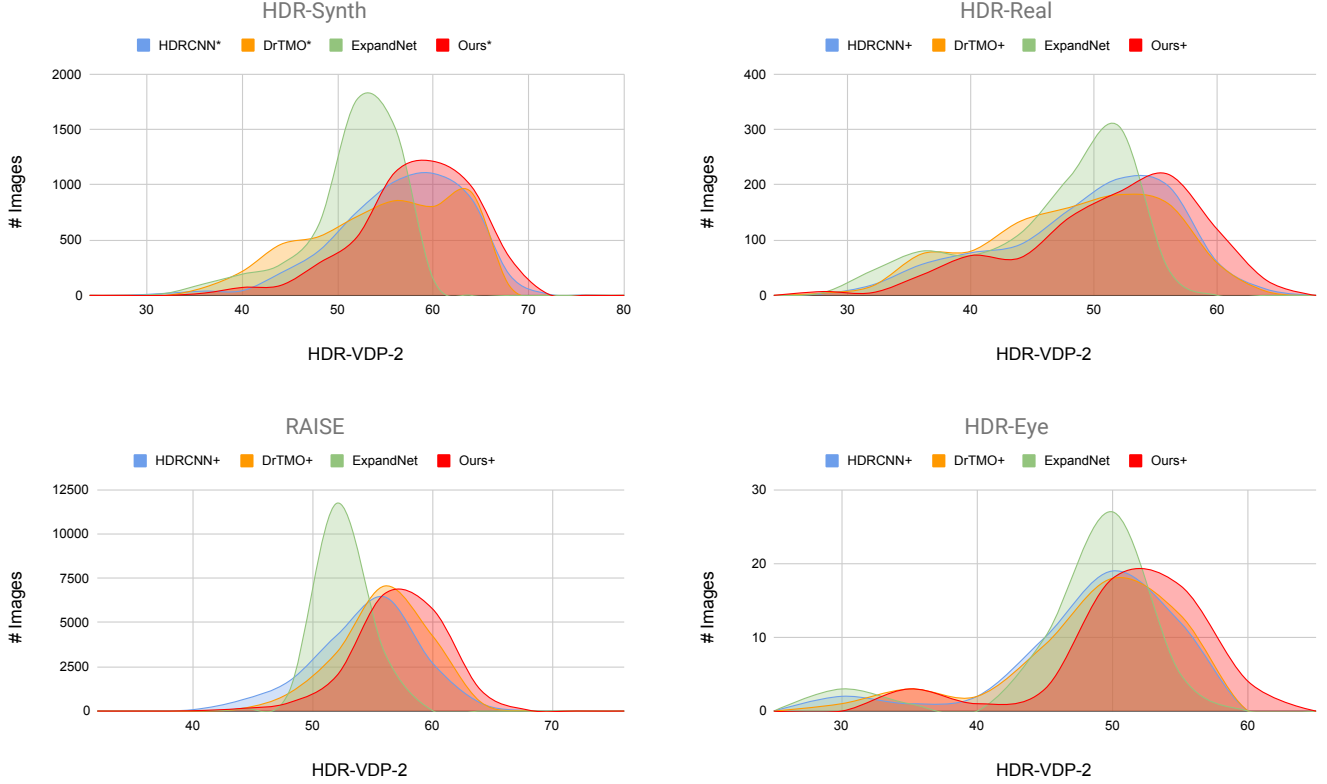 HDR-Synth
HDRCNN* DrTMO* ExpandNet Ours*
2000
1500
1000
500
0
# Images
30 40 50 60 70 80
HDR-VDP-2
HDR-Real
HDRCNN+ DrTMO+ ExpandNet Ours+
400
300
200
100
0
# Images
30 40 50 60
HDR-VDP-2
RAISE
HDRCNN+ DrTMO+ ExpandNet Ours+
12500
10000
7500
5000
2500
0
# Images
40 50 60 70
HDR-VDP-2
HDR-Eye
HDRCNN+ DrTMO+ ExpandNet Ours+
30
20
10
0
# Images
30 40 50 60
HDR-VDP-2